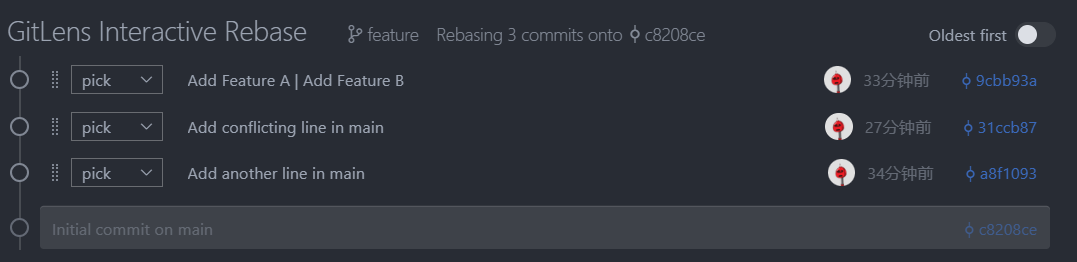 GitLens Interactive Rebase feature Rebasing 3 commits onto c8208ce Oldest first
pick Add Feature A | Add Feature B 33分钟前 9cbb93a
pick Add conflicting line in main 27分钟前 31ccb87
pick Add another line in main 34分钟前 a8f1093
Initial commit on main c8208ce